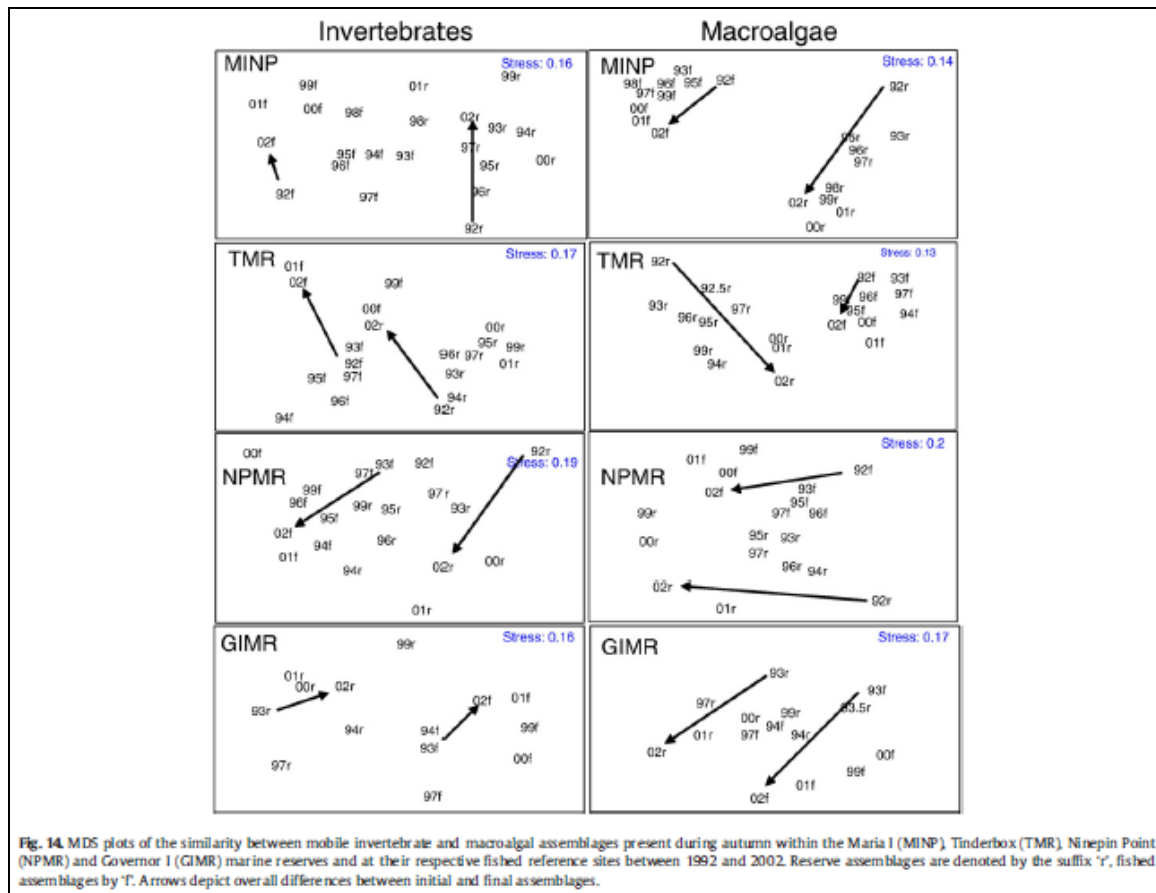 Invertebrates
Macroalgae
MINP
Stress: 0.16
99r
99f
01r
01f
00f
98f
02r
98r
93r
94r
02f
97r
95f 94f 93f
96f
95r
00r
92f
97f
96r
92r
MINP
Stress: 0.14
93f
98f 96f 95f 92f
97f 99f
00f
01f
02f
92r
93r
95r
96r
97r
98r
02r
99r
01r
00r
TMR
Stress: 0.17
01f
02f
99f
00f
02r
00r
93f
95r
99r
92f
96r 97r
01r
95f 97f
93r
96f
94r
92r
94f
TMR
Stress: 0.13
92r
92f 93f
92.5r
97f
93r
97r
99f 96f
96r 95r
95f
94f
02f 00f
00r
01r
01f
99r
94r
02r
NPMR
Stress: 0.19
00f
92r
97f 93f 92f
99f
97r
96f
99r 95r
93r
95f
02f
94f
96r
01f
02r
00r
94r
01r
NPMR
Stress: 0.2
99f
01f
00f
92f
02f
93f
95f
99r
97f 96f
00r
95r 93r
97r
96r 94r
02r
92r
01r
GIMR
Stress: 0.16
99r
01r
00r
02r
02f
01f
93r
94r
94f
99f
93f
00f
97r
97f
GIMR
Stress: 0.17
93r
93f
97r
93.5r
00r 99r
94f
01r
97f 94r
02r
00f
99f
01f
02f
Fig. 14. MDS plots of the similarity between mobile invertebrate and macroalgal assemblages present during autumn within the Maria I (MINP), Tinderbox (TMR), Ninepin Point
(NPMR) and Governor I (GIMR) marine reserves and at their respective fished reference sites between 1992 and 2002. Reserve assemblages are denoted by the suffix 'r', fished
assemblages by 'f'. Arrows depict overall differences between initial and final assemblages.